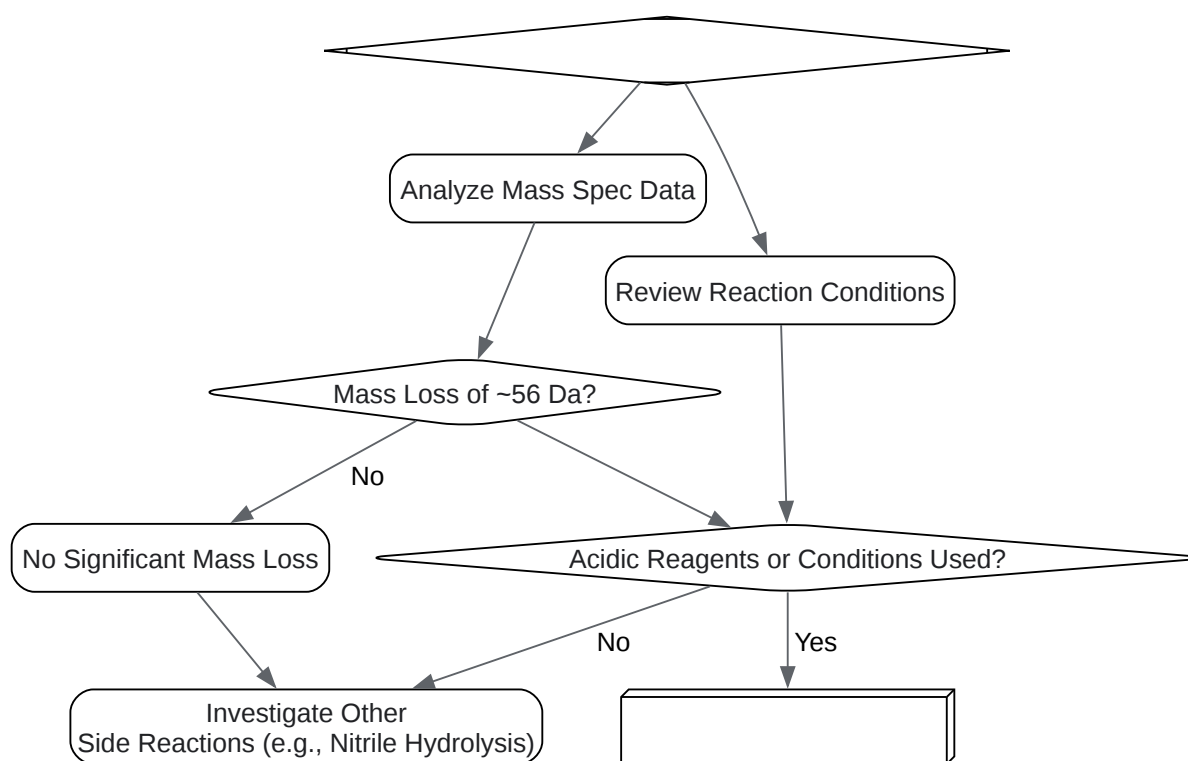 Analyze Mass Spec Data
Review Reaction Conditions
Mass Loss of ~56 Da?
No
No Significant Mass Loss
Acidic Reagents or Conditions Used?
No
Yes
Investigate Other
Side Reactions (e.g., Nitrile Hydrolysis)